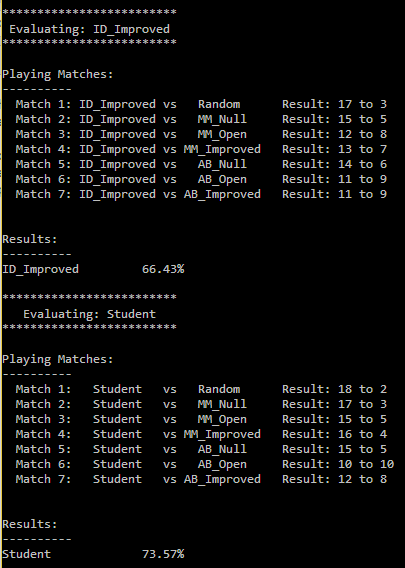 *************************
Evaluating: ID_Improved
*************************
Playing Matches:
----------
Match 1: ID_Improved vs Random Result: 17 to 3
Match 2: ID_Improved vs MM_Null Result: 15 to 5
Match 3: ID_Improved vs MM_Open Result: 12 to 8
Match 4: ID_Improved vs MM_Improved Result: 13 to 7
Match 5: ID_Improved vs AB_Null Result: 14 to 6
Match 6: ID_Improved vs AB_Open Result: 11 to 9
Match 7: ID_Improved vs AB_Improved Result: 11 to 9
Results:
----------
ID_Improved 66.43%
*************************
Evaluating: Student
*************************
Playing Matches:
----------
Match 1: Student vs Random Result: 18 to 2
Match 2: Student vs MM_Null Result: 17 to 3
Match 3: Student vs MM_Open Result: 15 to 5
Match 4: Student vs MM_Improved Result: 16 to 4
Match 5: Student vs AB_Null Result: 15 to 5
Match 6: Student vs AB_Open Result: 10 to 10
Match 7: Student vs AB_Improved Result: 12 to 8
Results:
----------
Student 73.57%